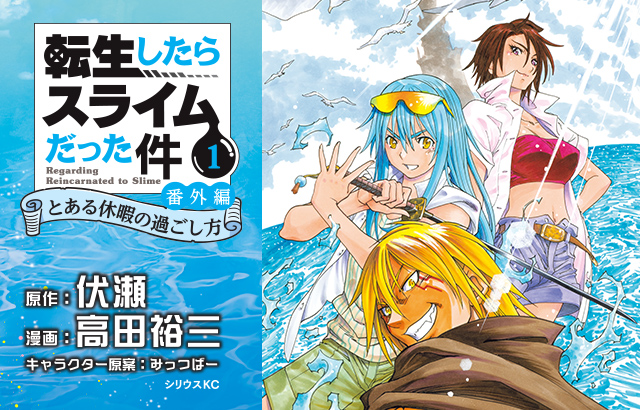 転生したら
スライム
だった件
Regarding
Reincarnated to Slime
1
番外編
とある休暇の過ごし方
原作：伏瀬
漫画：高田裕三
キャラクター原案：みっつばー
シリウスKC